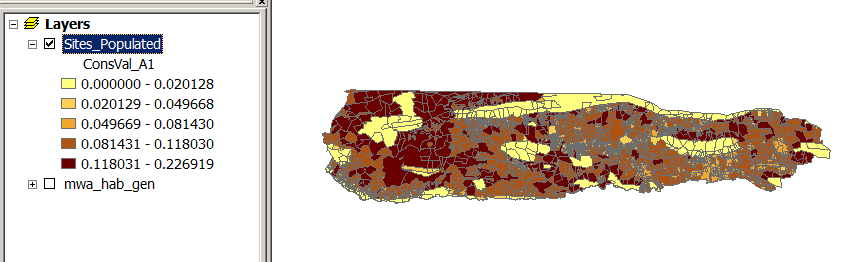 Layers
Sites_Populated
ConsVal_A1
0.000000 - 0.020128
0.020129 - 0.049668
0.049669 - 0.081430
0.081431 - 0.118030
0.118031 - 0.226919
mwa_hab_gen